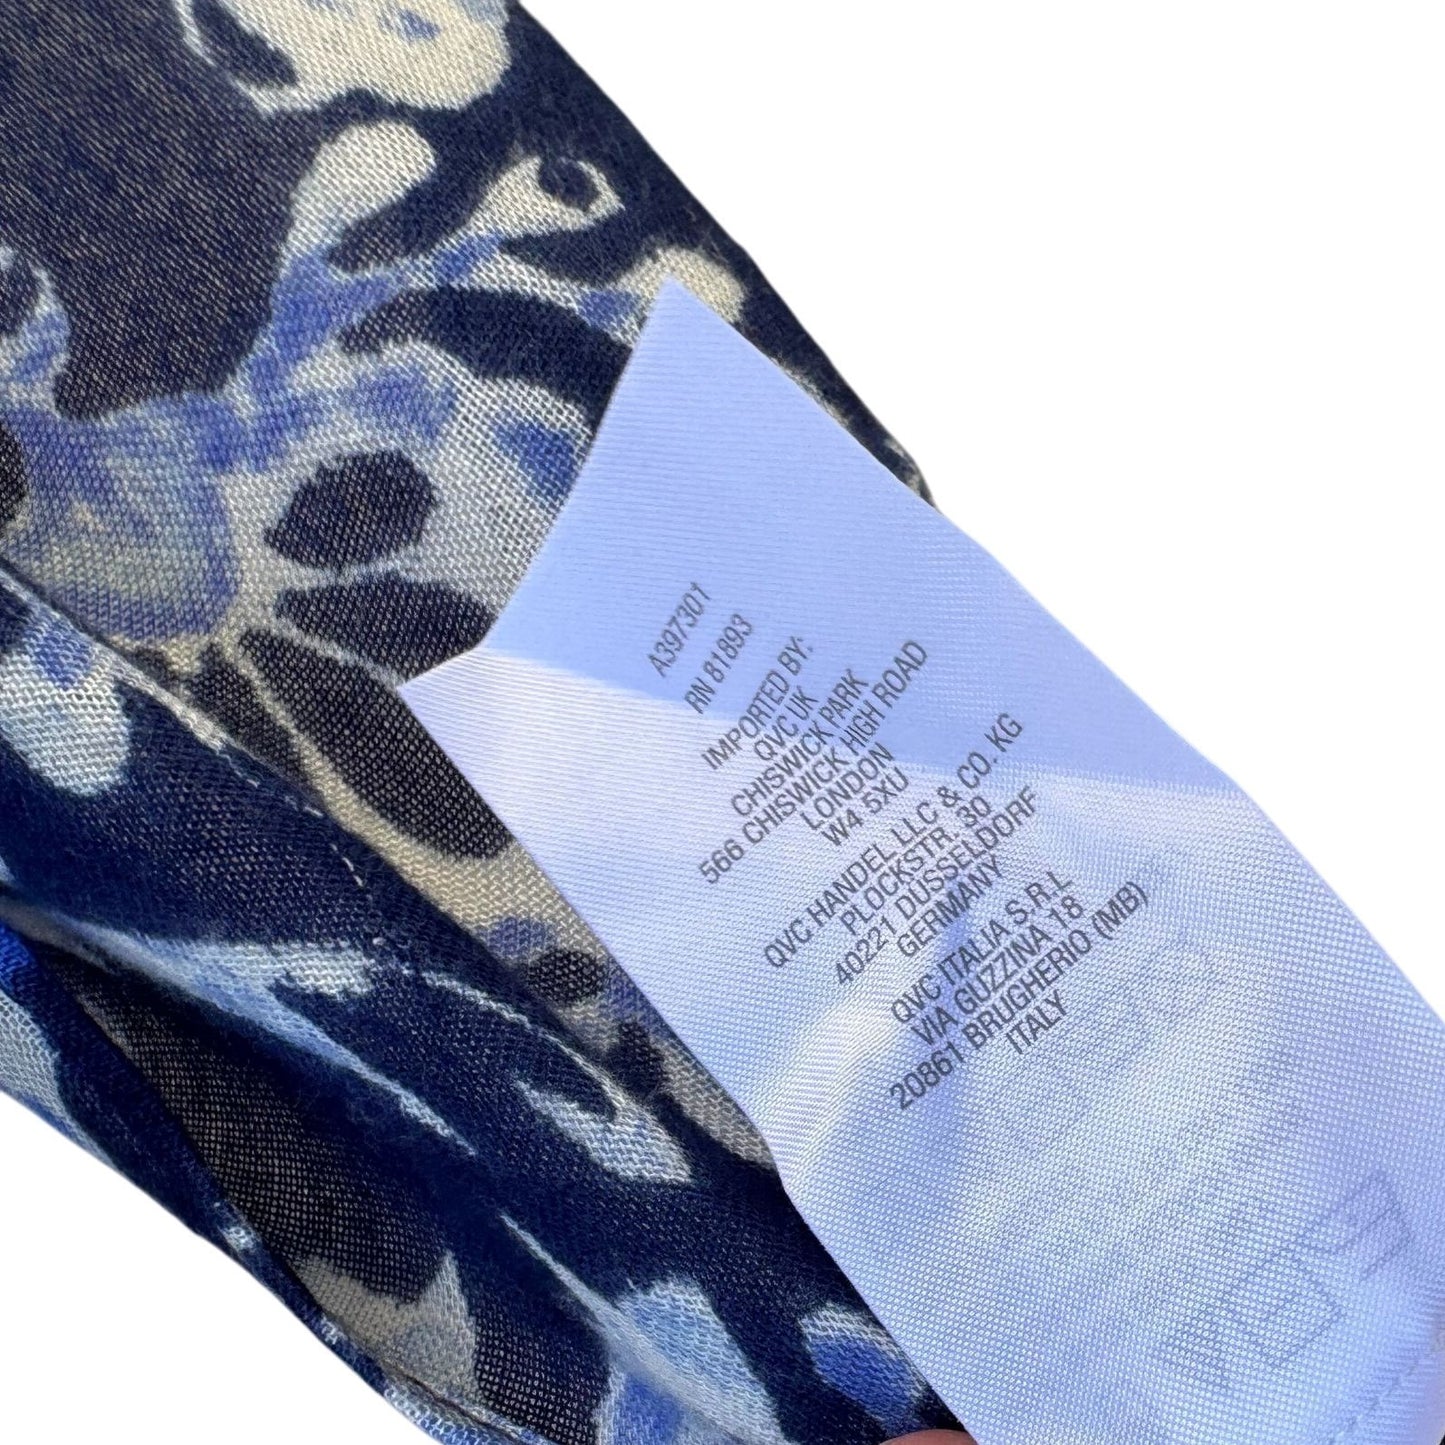 A397301
RN 81893
IMPORTED BY:
QVC UK
CHISWICK PARK
566 CHISWICK HIGH ROAD
LONDON
W4 5XU
QVC HANDEL LLC & CO. KG
PLOCKSTR. 30
40221 DUSSELDORF
GERMANY
QVC ITALIA S.R.L
VIA GUZZINA 18
20861 BRUGHERIO (MB)
ITALY